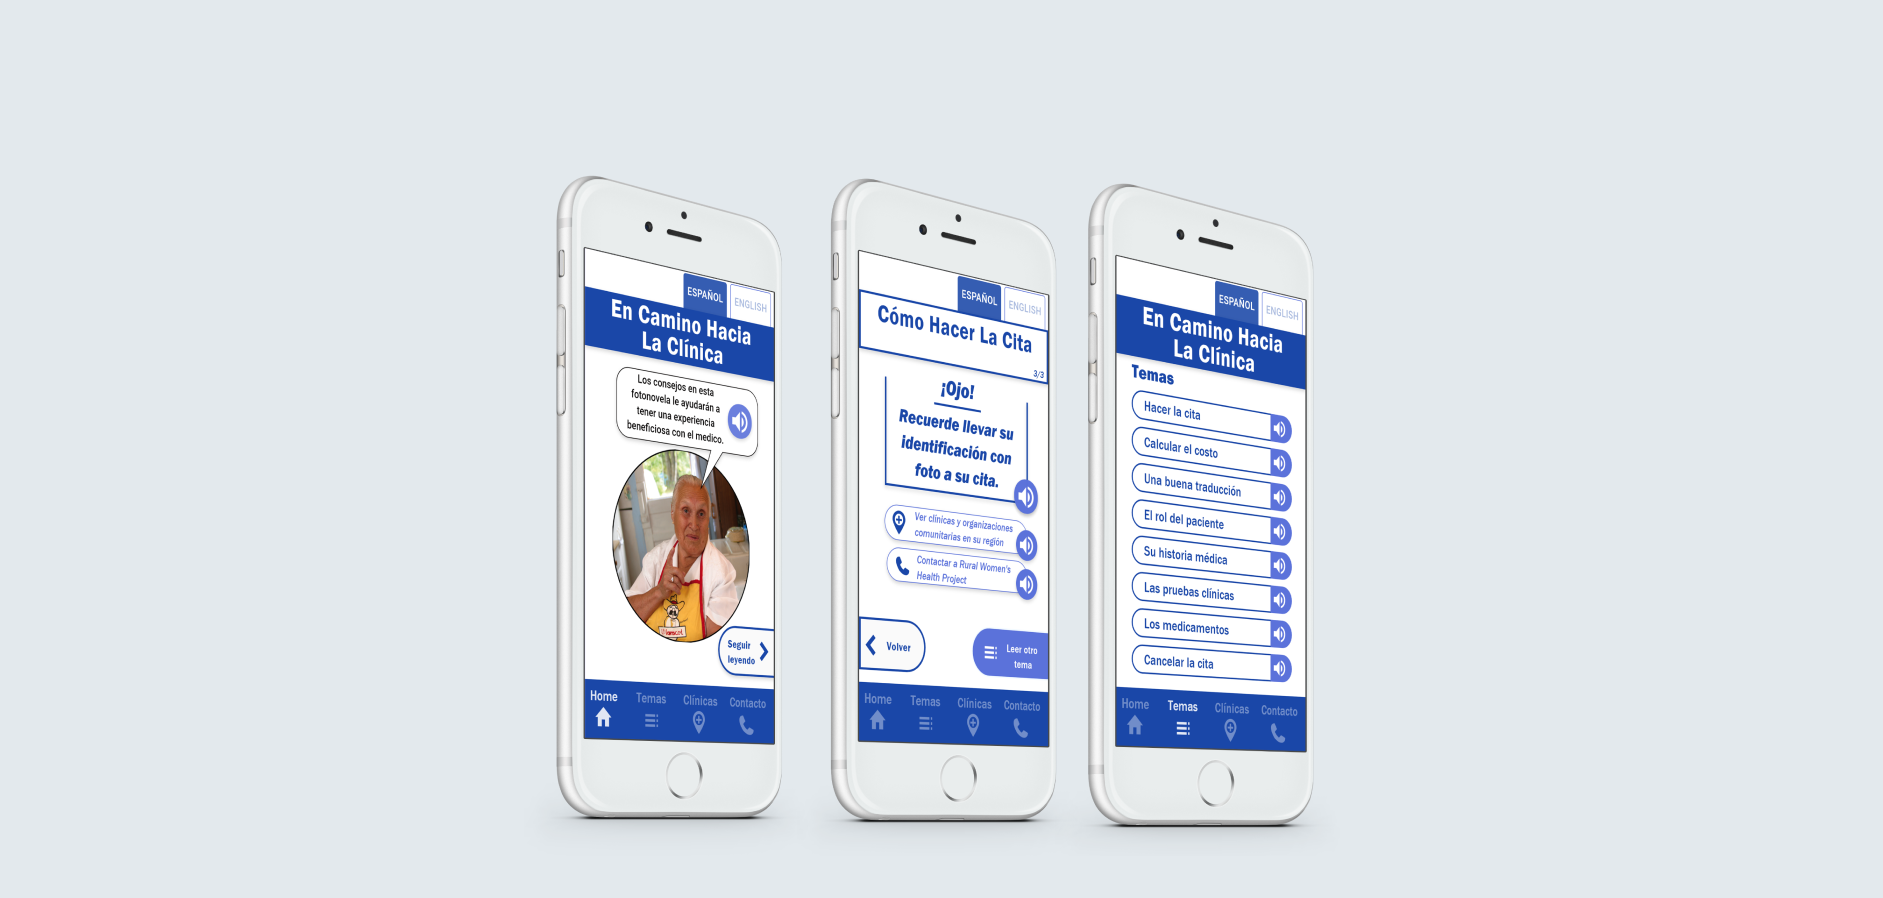 ESPAÑOL
ENGLISH
En Camino Hacia
La Clínica
Los consejos en esta
fotonovela le ayudarán a
tener una experiencia
beneficiosa con el medico.
Seguir
leyendo
Home
Temas
Clínicas
Contacto
ESPAÑOL
ENGLISH
Cómo Hacer La Cita
3/3
¡Ojo!
Recuerde llevar su
identificación con
foto a su cita.
Ver clínicas y organizaciones
comunitarias en su región
Contactar a Rural Women's
Health Project
Volver
Leer otro
tema
Home
Temas
Clínicas
Contacto
ESPAÑOL
ENGLISH
En Camino Hacia
La Clínica
Temas
Hacer la cita
Calcular el costo
Una buena traducción
El rol del paciente
Su historia médica
Las pruebas clínicas
Los medicamentos
Cancelar la cita
Home
Temas
Clínicas
Contacto